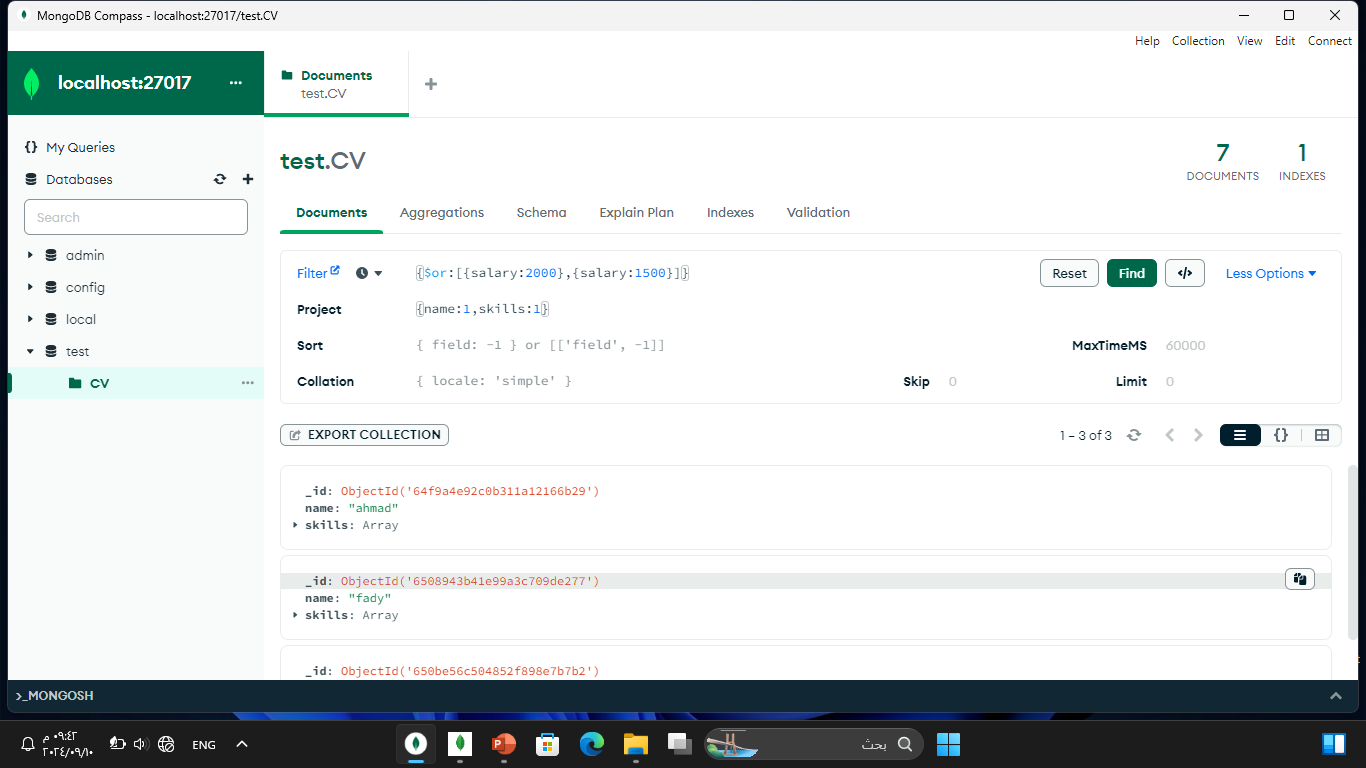 MongoDB Compass - localhost:27017/test.CV
Help Collection View Edit Connect
localhost:27017 ...
Documents
test.CV
My Queries
Databases
Search
admin
config
local
test
CV ...
test.CV
7
DOCUMENTS
1
INDEXES
Documents Aggregations Schema Explain Plan Indexes Validation
Filter {$or:[{salary:2000},{salary:1500}]} Reset Find </> Less Options
Project {name:1,skills:1}
Sort { field: -1 } or [['field', -1]] MaxTimeMS 60000
Collation { locale: 'simple' } Skip 0 Limit 0
EXPORT COLLECTION 1 – 3 of 3 {}
_id: ObjectId('64f9a4e92c0b311a12166b29')
name: "ahmad"
skills: Array
_id: ObjectId('6508943b41e99a3c709de277')
name: "fady"
skills: Array
_id: ObjectId('650be56c504852f898e7b7b2')
>_MONGOSH
٠٩:٤٢ م
٢٠٢٤/٠٩/١٠
ENG
بحث